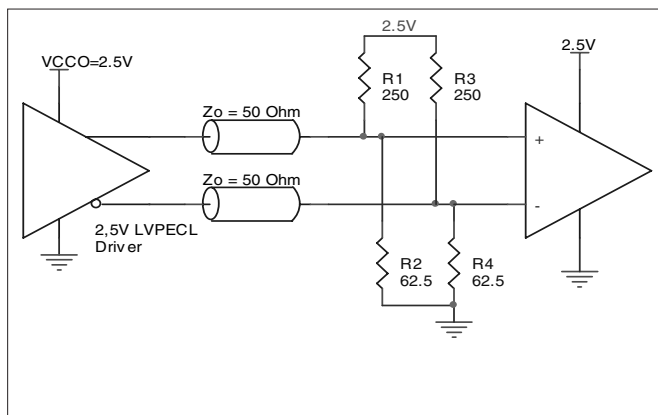 2.5V
VCCO=2.5V
2.5V
R1
250
R3
250
Zo = 50 Ohm
+
Zo = 50 Ohm
-
2,5V LVPECL
Driver
R2
62.5
R4
62.5